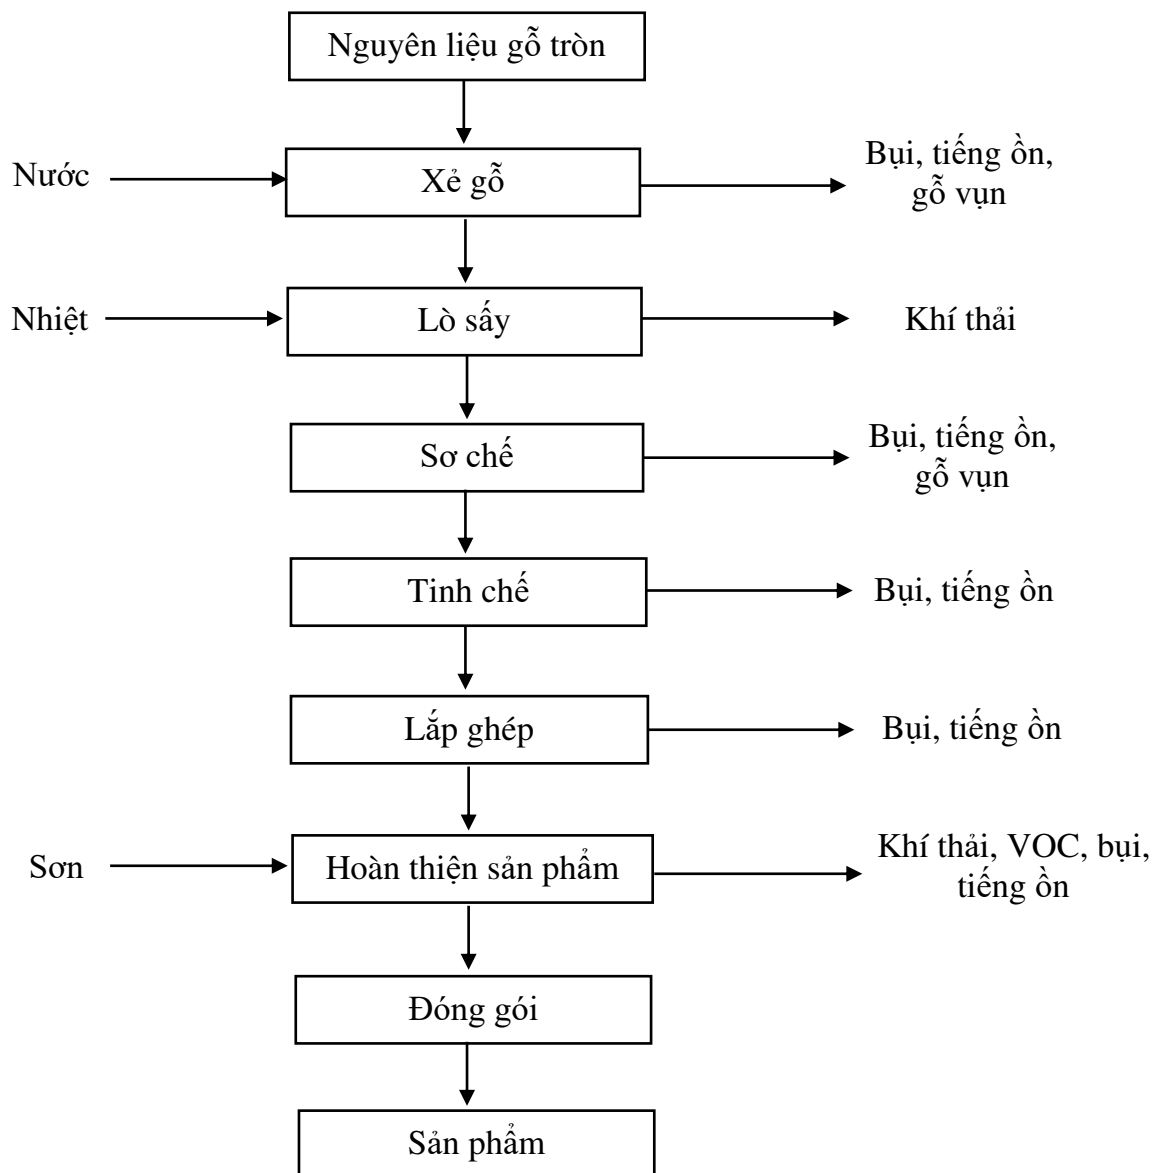 Nguyên liệu gỗ tròn
Nước
Xẻ gỗ
Bụi, tiếng ồn,
gỗ vụn
Nhiệt
Lò sấy
Khí thải
Sơ chế
Bụi, tiếng ồn,
gỗ vụn
Tinh chế
Bụi, tiếng ồn
Lắp ghép
Bụi, tiếng ồn
Sơn
Hoàn thiện sản phẩm
Khí thải, VOC, bụi,
tiếng ồn
Đóng gói
Sản phẩm